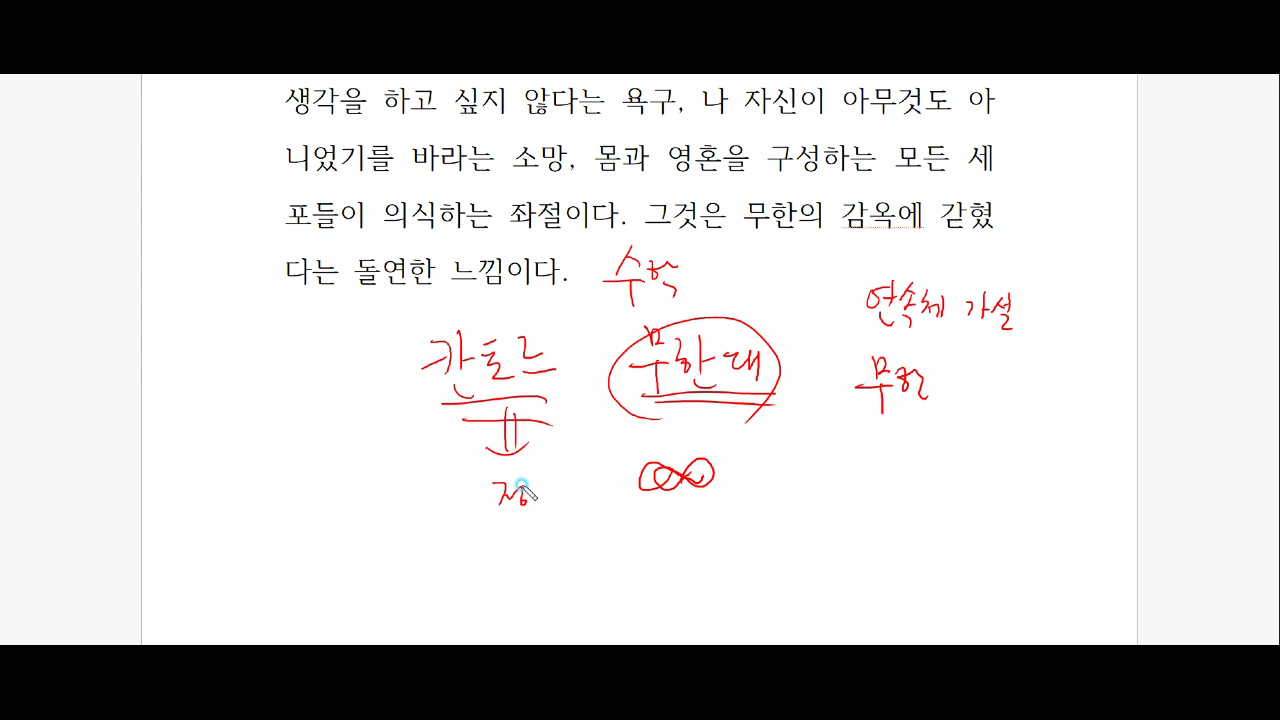 생각을 하고 싶지 않다는 욕구, 나 자신이 아무것도 아
니었기를 바라는 소망, 몸과 영혼을 구성하는 모든 세
포들이 의식하는 좌절이다. 그것은 무한의 감옥에 갇혔
다는 돌연한 느낌이다.
수학
연속체 가설
칸토르 무한대
무한
∞